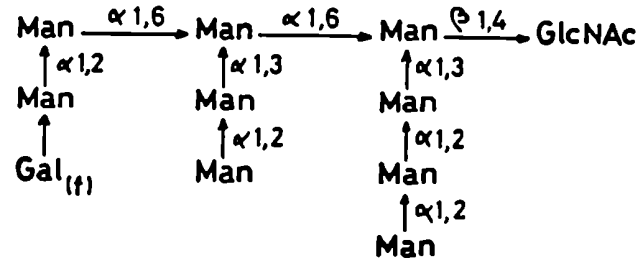 Man α1,6 Man α1,6 Man β1,4 GlcNAc
α1,2 α1,3 α1,3
Man Man Man
α1,2 α1,2
Gal(f) Man Man
α1,2
Man